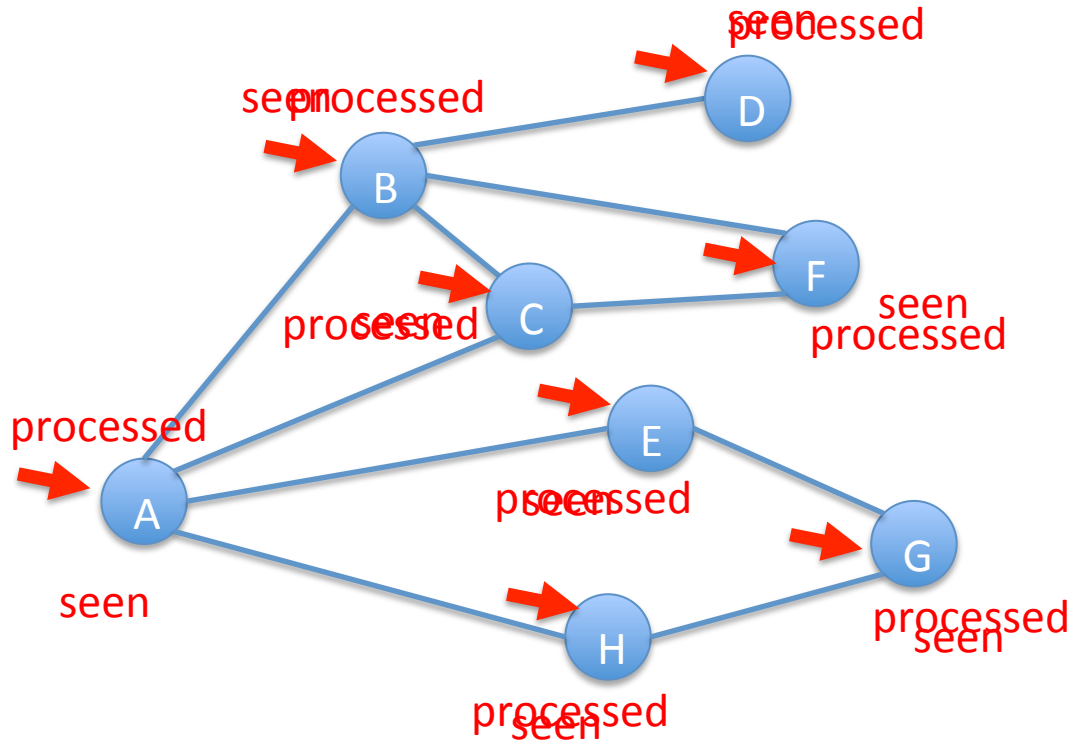 seen
processed
D
seen processed
B
F
C
seen
processed seen
processed
processed
E
A
processed
seen
G
seen
processed
seen
H
processed
seen